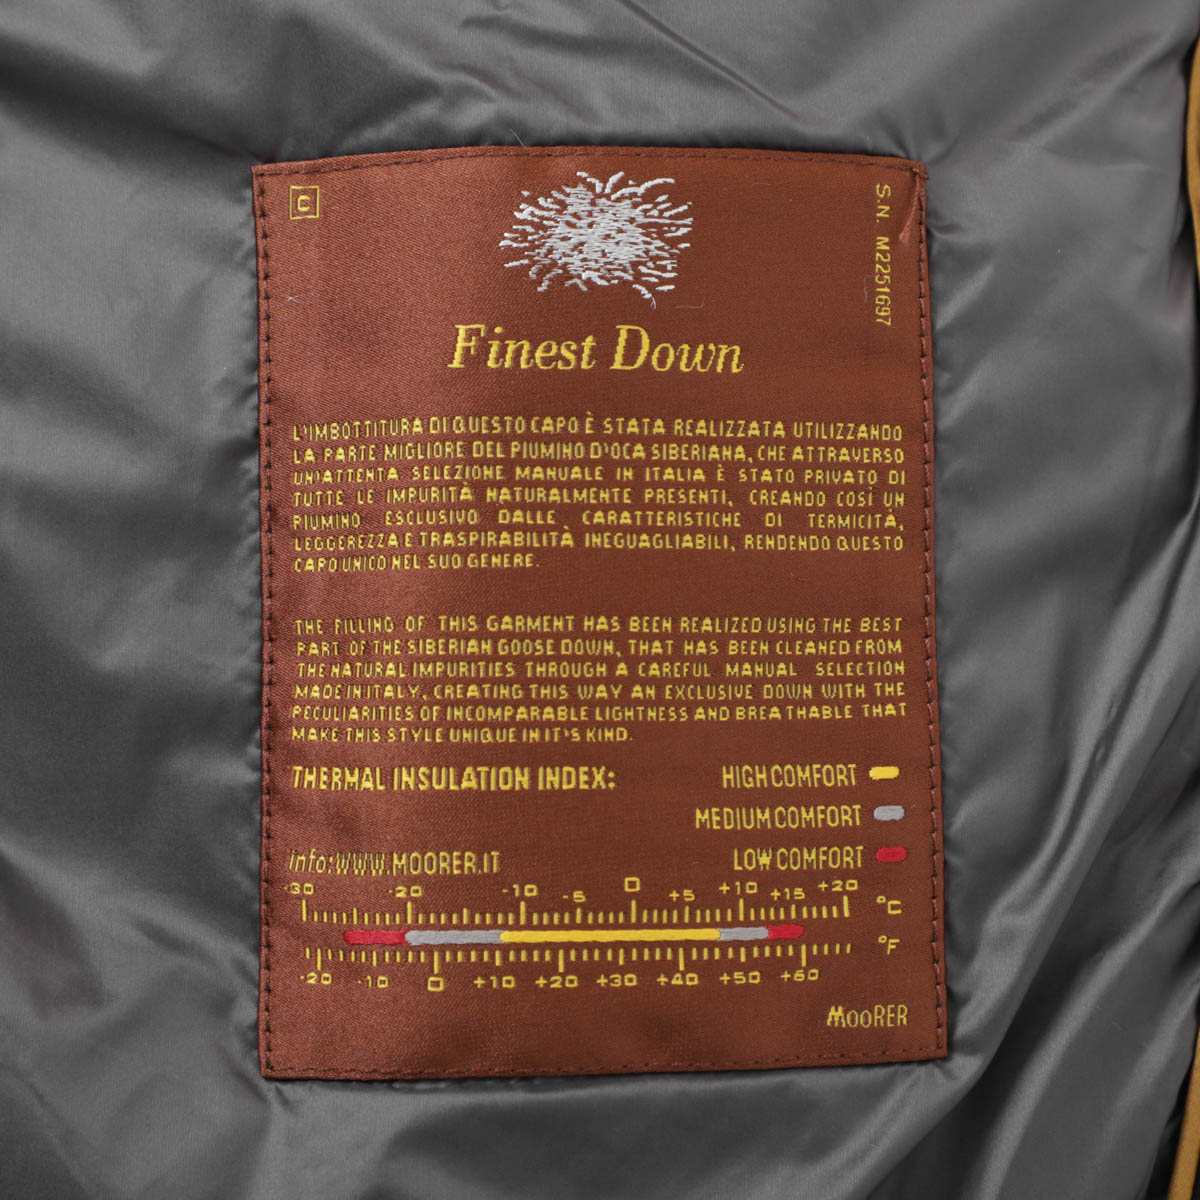 C
S.N. M2251697
Finest Down
L'IMBOTTITURA DI QUESTO CAPO È STATA REALIZZATA UTILIZZANDO
LA PARTE MIGLIORE DEL PIUMINO D'OCA SIBERIANA, CHE ATTRAVERSO
UN'ATTENTA SELEZIONE MANUALE IN ITALIA È STATO PRIVATO DI
TUTTE LE IMPURITÀ NATURALMENTE PRESENTI, CREANDO COSÌ UN
PIUMINO ESCLUSIVO DALLE CARATTERISTICHE DI TERMICITÀ,
LEGGEREZZA E TRASPIRABILITÀ INEGUAGLIABILI, RENDENDO QUESTO
CAPO UNICO NEL SUO GENERE.
THE FILLING OF THIS GARMENT HAS BEEN REALIZED USING THE BEST
PART OF THE SIBERIAN GOOSE DOWN, THAT HAS BEEN CLEANED FROM
THE NATURAL IMPURITIES THROUGH A CAREFUL MANUAL SELECTION
MADE IN ITALY, CREATING THIS WAY AN EXCLUSIVE DOWN WITH THE
PECULIARITIES OF INCOMPARABLE LIGHTNESS AND BREATHABLE THAT
MAKE THIS STYLE UNIQUE IN IT'S KIND.
THERMAL INSULATION INDEX: HIGH COMFORT
MEDIUM COMFORT
info:WWW.MOORER.IT LOW COMFORT
-30 -20 -10 -5 0 +5 +10 +15 +20 °C
°F
-20 -10 0 +10 +20 +30 +40 +50 +60
MooRER